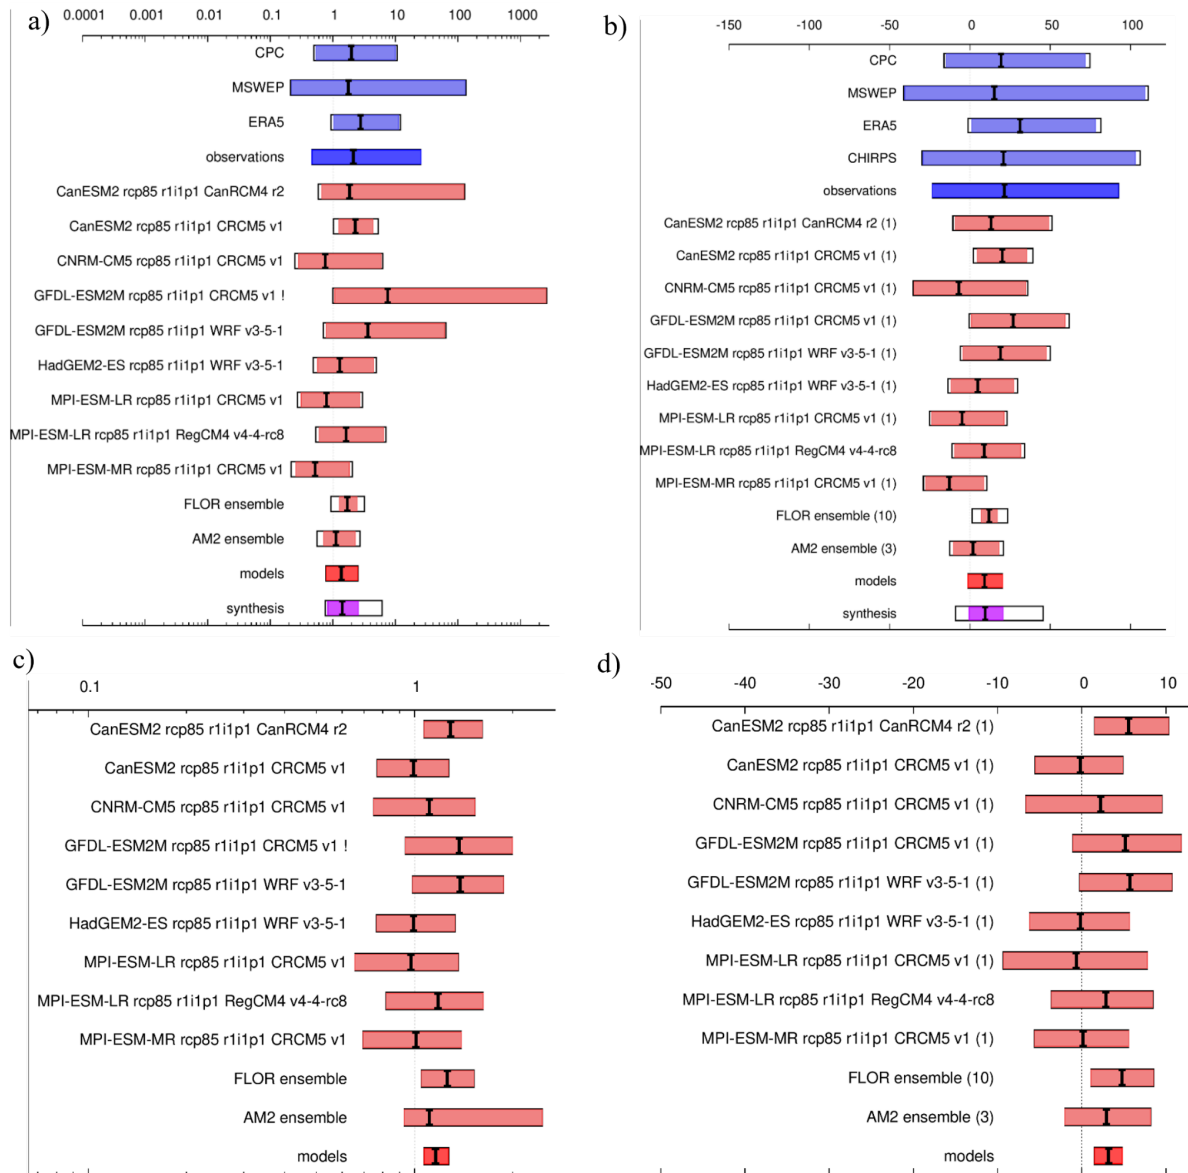 a)
0.0001 0.001 0.01 0.1 1 10 100 1000
CPC
MSWEP
ERA5
observations
CanESM2 rcp85 r1i1p1 CanRCM4 r2
CanESM2 rcp85 r1i1p1 CRCM5 v1
CNRM-CM5 rcp85 r1i1p1 CRCM5 v1
GFDL-ESM2M rcp85 r1i1p1 CRCM5 v1 !
GFDL-ESM2M rcp85 r1i1p1 WRF v3-5-1
HadGEM2-ES rcp85 r1i1p1 WRF v3-5-1
MPI-ESM-LR rcp85 r1i1p1 CRCM5 v1
MPI-ESM-LR rcp85 r1i1p1 RegCM4 v4-4-rc8
MPI-ESM-MR rcp85 r1i1p1 CRCM5 v1
FLOR ensemble
AM2 ensemble
models
synthesis
b)
-150 -100 -50 0 50 100
CPC
MSWEP
ERA5
CHIRPS
observations
CanESM2 rcp85 r1i1p1 CanRCM4 r2 (1)
CanESM2 rcp85 r1i1p1 CRCM5 v1 (1)
CNRM-CM5 rcp85 r1i1p1 CRCM5 v1 (1)
GFDL-ESM2M rcp85 r1i1p1 CRCM5 v1 (1)
GFDL-ESM2M rcp85 r1i1p1 WRF v3-5-1 (1)
HadGEM2-ES rcp85 r1i1p1 WRF v3-5-1 (1)
MPI-ESM-LR rcp85 r1i1p1 CRCM5 v1 (1)
MPI-ESM-LR rcp85 r1i1p1 RegCM4 v4-4-rc8
MPI-ESM-MR rcp85 r1i1p1 CRCM5 v1 (1)
FLOR ensemble (10)
AM2 ensemble (3)
models
synthesis
c)
0.1 1
CanESM2 rcp85 r1i1p1 CanRCM4 r2
CanESM2 rcp85 r1i1p1 CRCM5 v1
CNRM-CM5 rcp85 r1i1p1 CRCM5 v1
GFDL-ESM2M rcp85 r1i1p1 CRCM5 v1 !
GFDL-ESM2M rcp85 r1i1p1 WRF v3-5-1
HadGEM2-ES rcp85 r1i1p1 WRF v3-5-1
MPI-ESM-LR rcp85 r1i1p1 CRCM5 v1
MPI-ESM-LR rcp85 r1i1p1 RegCM4 v4-4-rc8
MPI-ESM-MR rcp85 r1i1p1 CRCM5 v1
FLOR ensemble
AM2 ensemble
models
d)
-50 -40 -30 -20 -10 0 10
CanESM2 rcp85 r1i1p1 CanRCM4 r2 (1)
CanESM2 rcp85 r1i1p1 CRCM5 v1 (1)
CNRM-CM5 rcp85 r1i1p1 CRCM5 v1 (1)
GFDL-ESM2M rcp85 r1i1p1 CRCM5 v1 (1)
GFDL-ESM2M rcp85 r1i1p1 WRF v3-5-1 (1)
HadGEM2-ES rcp85 r1i1p1 WRF v3-5-1 (1)
MPI-ESM-LR rcp85 r1i1p1 CRCM5 v1 (1)
MPI-ESM-LR rcp85 r1i1p1 RegCM4 v4-4-rc8
MPI-ESM-MR rcp85 r1i1p1 CRCM5 v1 (1)
FLOR ensemble (10)
AM2 ensemble (3)
models